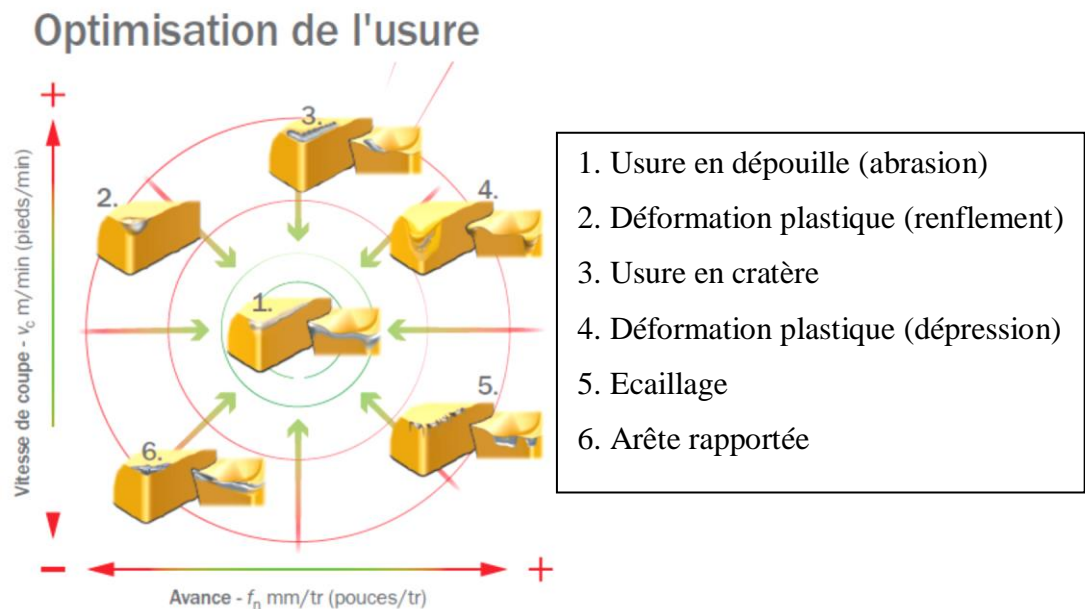 Optimisation de l'usure
+
Vitesse de coupe - vc m/min (pieds/min)
3.
2.
4.
1.
5.
6.
−
+
Avance - fn mm/tr (pouces/tr)
1. Usure en dépouille (abrasion)
2. Déformation plastique (renflement)
3. Usure en cratère
4. Déformation plastique (dépression)
5. Ecaillage
6. Arête rapportée